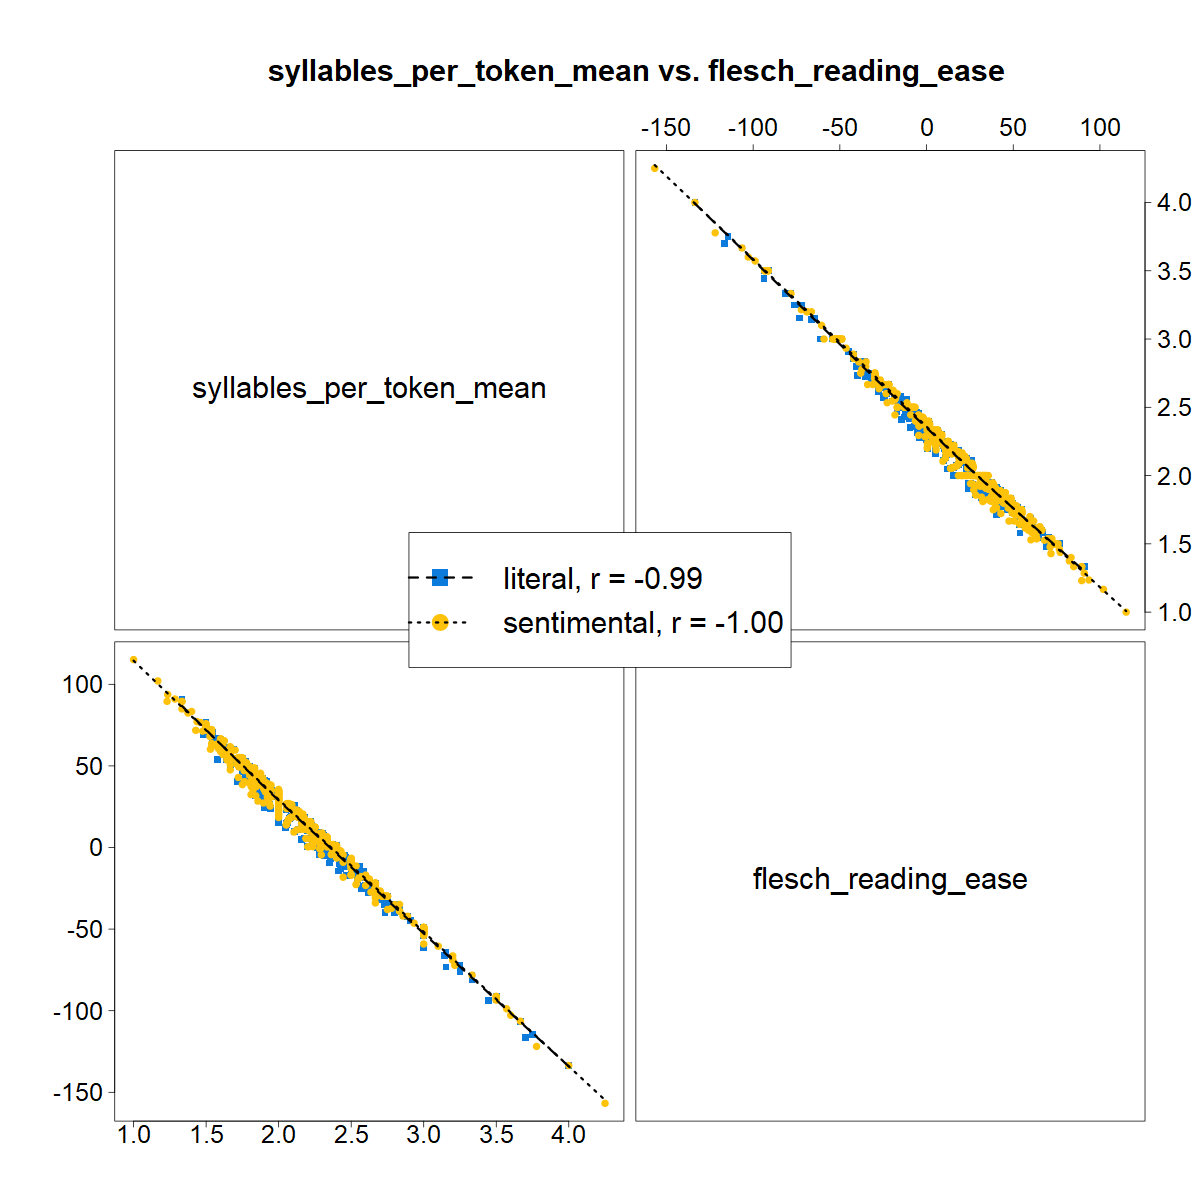 syllables_per_token_mean vs. flesch_reading_ease
-150 -100 -50 0 50 100
4.0
3.5
syllables_per_token_mean
3.0
2.5
2.0
1.5
1.0
literal, r = -0.99
sentimental, r = -1.00
100
50
0
flesch_reading_ease
-50
-100
-150
1.0 1.5 2.0 2.5 3.0 3.5 4.0